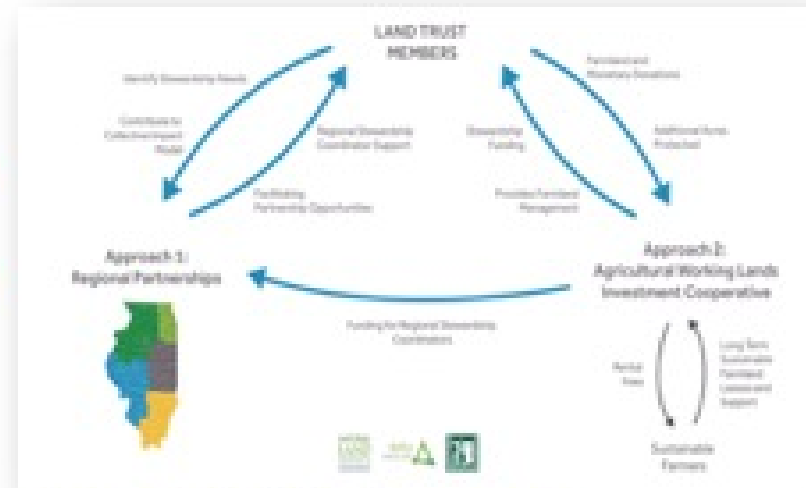 LAND TRUST
MEMBERS
Identify Stewardship Needs
Contribute to
Collective Impact
Model
Regional Stewardship
Coordinator Support
Facilitating
Partnership Opportunities
Farmland and
Monetary Donations
Additional Acres
Protected
Stewardship
Funding
Provides Farmland
Management
Approach 1:
Regional Partnerships
Approach 2:
Agricultural Working Lands
Investment Cooperative
Funding for Regional Stewardship
Coordinators
Rental
Fees
Long Term
Sustainable
Farmland
Leases and
Support
Sustainable
Farmers